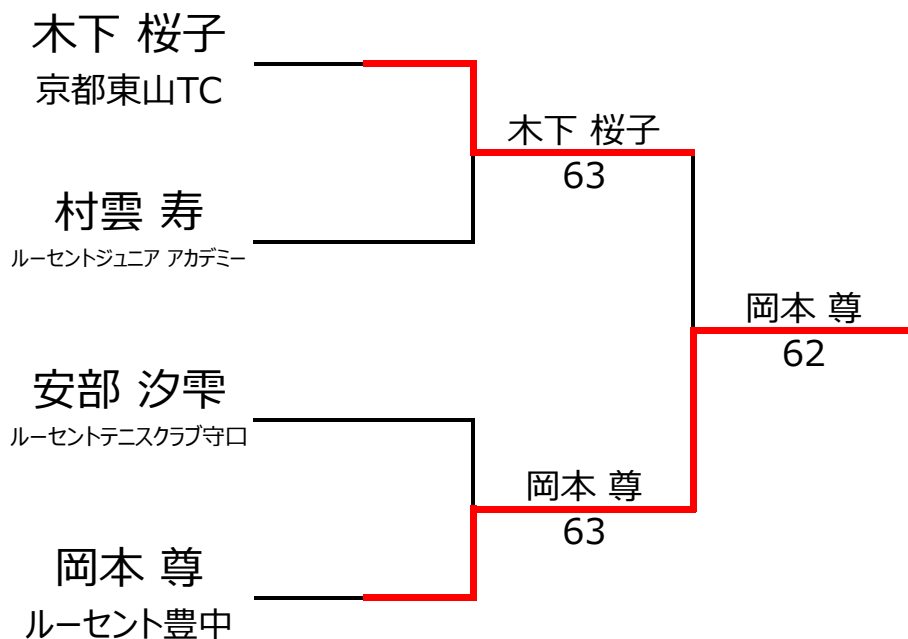 木下 桜子
京都東山TC
村雲 寿
ルーセントジュニア アカデミー
安部 汐雫
ルーセントテニスクラブ守口
岡本 尊
ルーセント豊中
木下 桜子
63
岡本 尊
63
岡本 尊
62